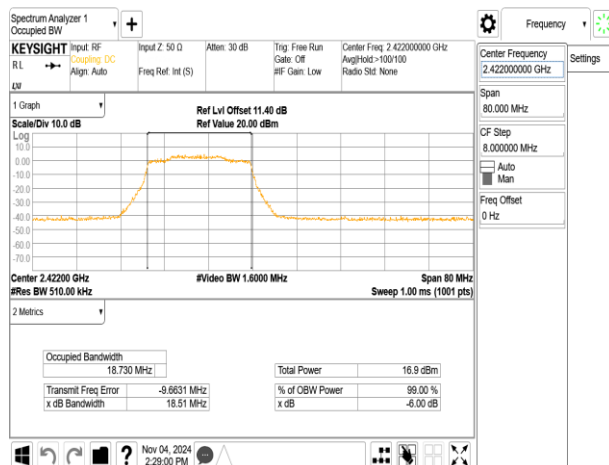 Spectrum Analyzer 1
Occupied BW
Frequency
KEYSIGHT
Input: RF
Input Z: 50 Ω
Atten: 30 dB
Trig: Free Run
Center Freq: 2.422000000 GHz
RL
Coupling: DC
Gate: Off
Avg|Hold:>100/100
Align: Auto
Freq Ref: Int (S)
#IF Gain: Low
Radio Std: None
Center Frequency
2.422000000 GHz
Settings
Span
80.000 MHz
CF Step
8.000000 MHz
Auto
Man
Freq Offset
0 Hz
1 Graph
Ref Lvl Offset 11.40 dB
Scale/Div 10.0 dB
Ref Value 20.00 dBm
Log
10.0
0.00
-10.0
-20.0
-30.0
-40.0
-50.0
-60.0
-70.0
Center 2.42200 GHz
#Video BW 1.6000 MHz
Span 80 MHz
#Res BW 510.00 kHz
Sweep 1.00 ms (1001 pts)
2 Metrics
Occupied Bandwidth
18.730 MHz
Total Power
16.9 dBm
Transmit Freq Error
-9.6631 MHz
% of OBW Power
99.00 %
x dB Bandwidth
18.51 MHz
x dB
-6.00 dB
?
Nov 04, 2024
2:29:00 PM